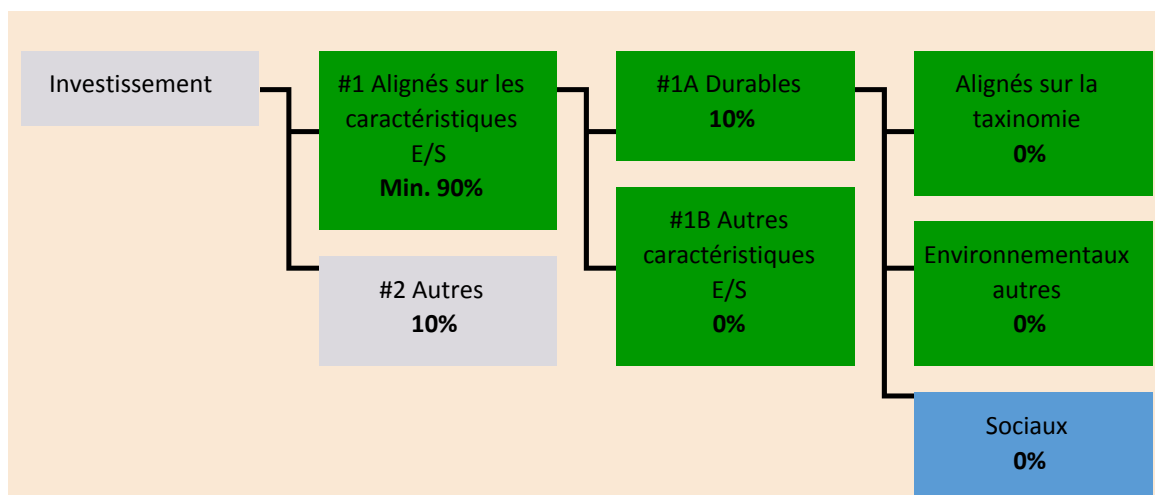 Investissement
#1 Alignés sur les
caractéristiques
E/S
Min. 90%
#2 Autres
10%
#1A Durables
10%
#1B Autres
caractéristiques
E/S
0%
Alignés sur la
taxinomie
0%
Environnementaux
autres
0%
Sociaux
0%